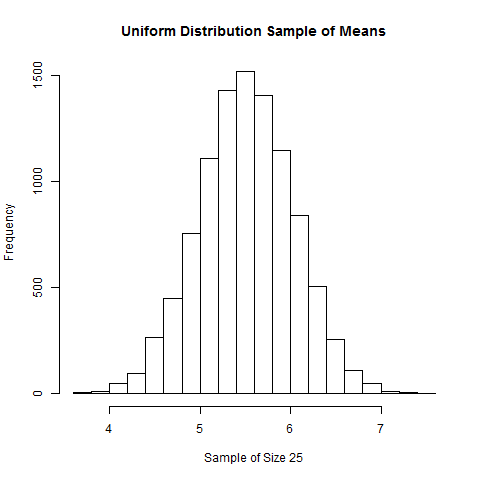 Uniform Distribution Sample of Means
Frequency
1500
1000
500
0
4 5 6 7
Sample of Size 25